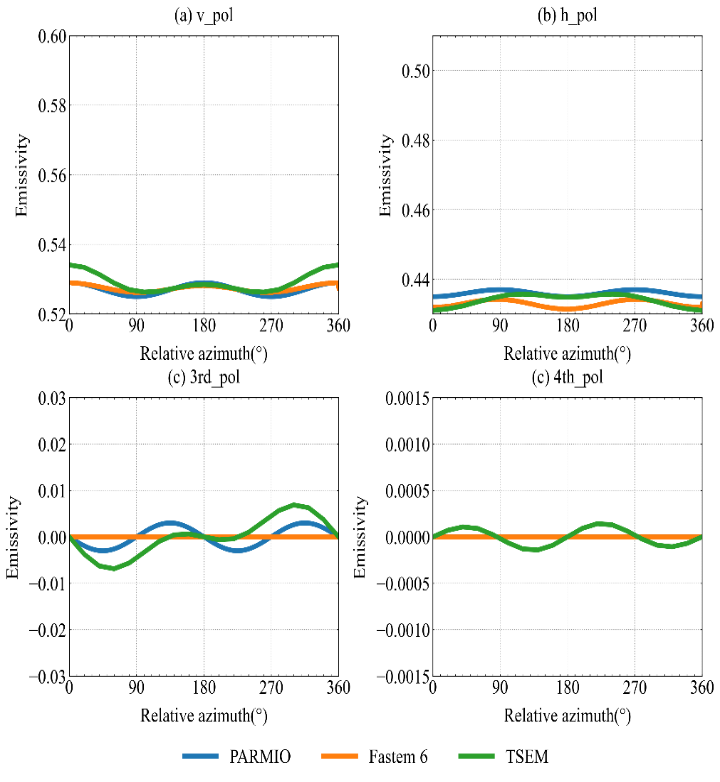 (a) v_pol
(b) h_pol
0.60
0.58
0.56
0.54
0.52
Emissivity
0 90 180 270 360
Relative azimuth(°)
0.50
0.48
0.46
0.44
Emissivity
0 90 180 270 360
Relative azimuth(°)
(c) 3rd_pol
(c) 4th_pol
0.03
0.02
0.01
0.00
−0.01
−0.02
−0.03
Emissivity
0 90 180 270 360
Relative azimuth(°)
0.0015
0.0010
0.0005
0.0000
−0.0005
−0.0010
−0.0015
Emissivity
0 90 180 270 360
Relative azimuth(°)
PARMIO Fastem 6 TSEM